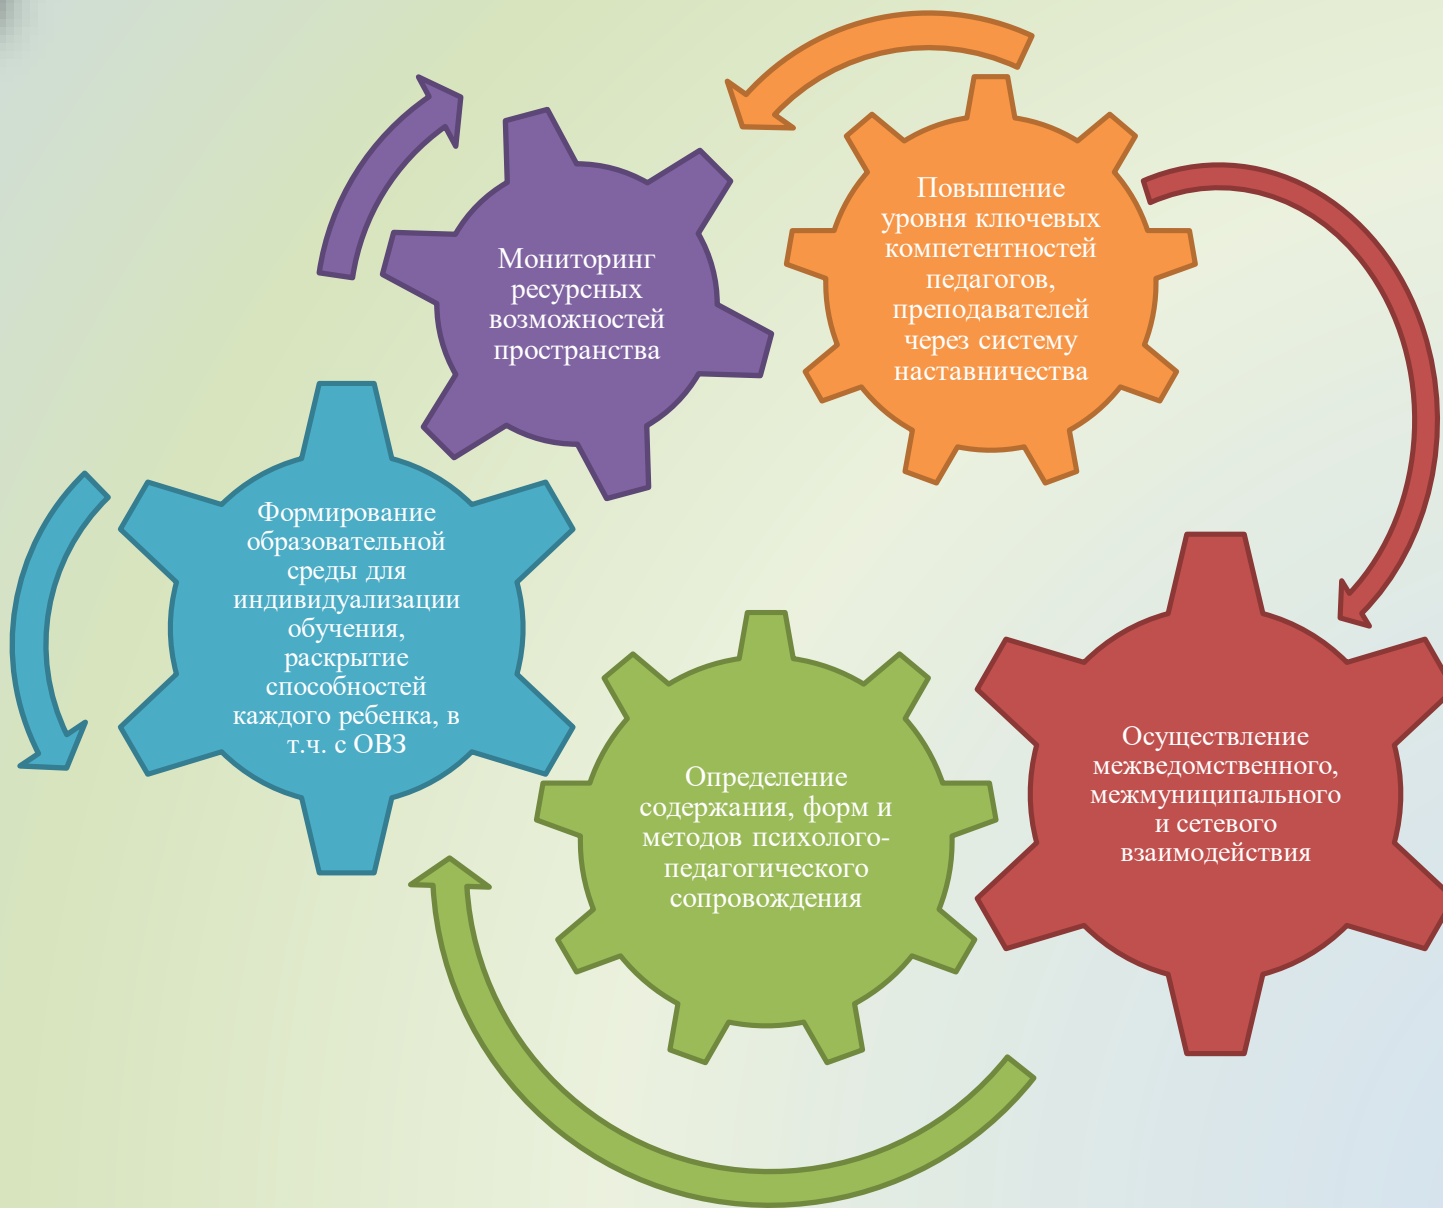 Повышение
уровня ключевых
компетентностей
педагогов,
преподавателей
через систему
наставничества
Мониторинг
ресурсных
возможностей
пространства
Формирование
образовательной
среды для
индивидуализации
обучения,
раскрытие
способностей
каждого ребенка, в
т.ч. с ОВЗ
Определение
содержания, форм и
методов психолого-
педагогического
сопровождения
Осуществление
межведомственного,
межмуниципального
и сетевого
взаимодействия